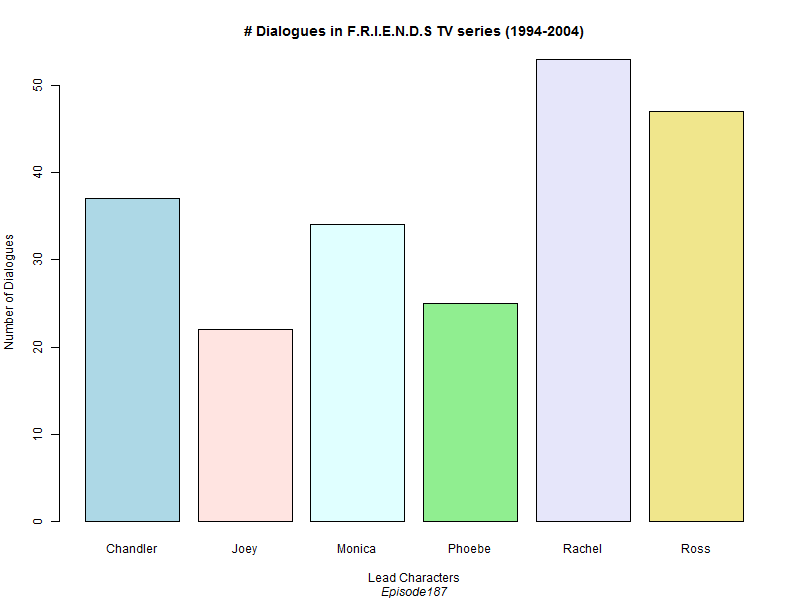 # Dialogues in F.R.I.E.N.D.S TV series (1994-2004)
Number of Dialogues
50
40
30
20
10
0
Chandler Joey Monica Phoebe Rachel Ross
Lead Characters
Episode187